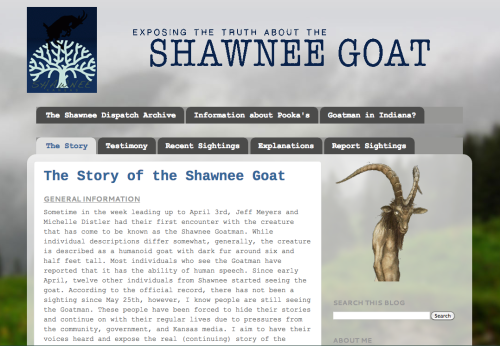 SHAWNEE
EXPOSING THE TRUTH ABOUT THE
SHAWNEE GOAT
The Shawnee Dispatch Archive
Information about Pooka's
Goatman in Indiana?
The Story
Testimony
Recent Sightings
Explanations
Report Sightings
The Story of the Shawnee Goat
GENERAL INFORMATION
Sometime in the week leading up to April 3rd, Jeff Meyers and
Michelle Distler had their first encounter with the creature
that has come to be known as the Shawnee Goatman. While
individual descriptions differ somewhat, generally, the creature
is described as a humanoid goat with dark fur around six and
half feet tall. Most individuals who see the Goatman have
reported that it has the ability of human speech. Since early
April, twelve other individuals from Shawnee started seeing the
goat. According to the official record, there has not been a
sighting since May 25th, however, I know people are still seeing
the Goatman. These people have been forced to hide their stories
and continue on with their regular lives due to pressures from
the community, government, and Kansas media. I aim to have their
voices heard and expose the real (continuing) story of the
SEARCH THIS BLOG
Search
ABOUT ME